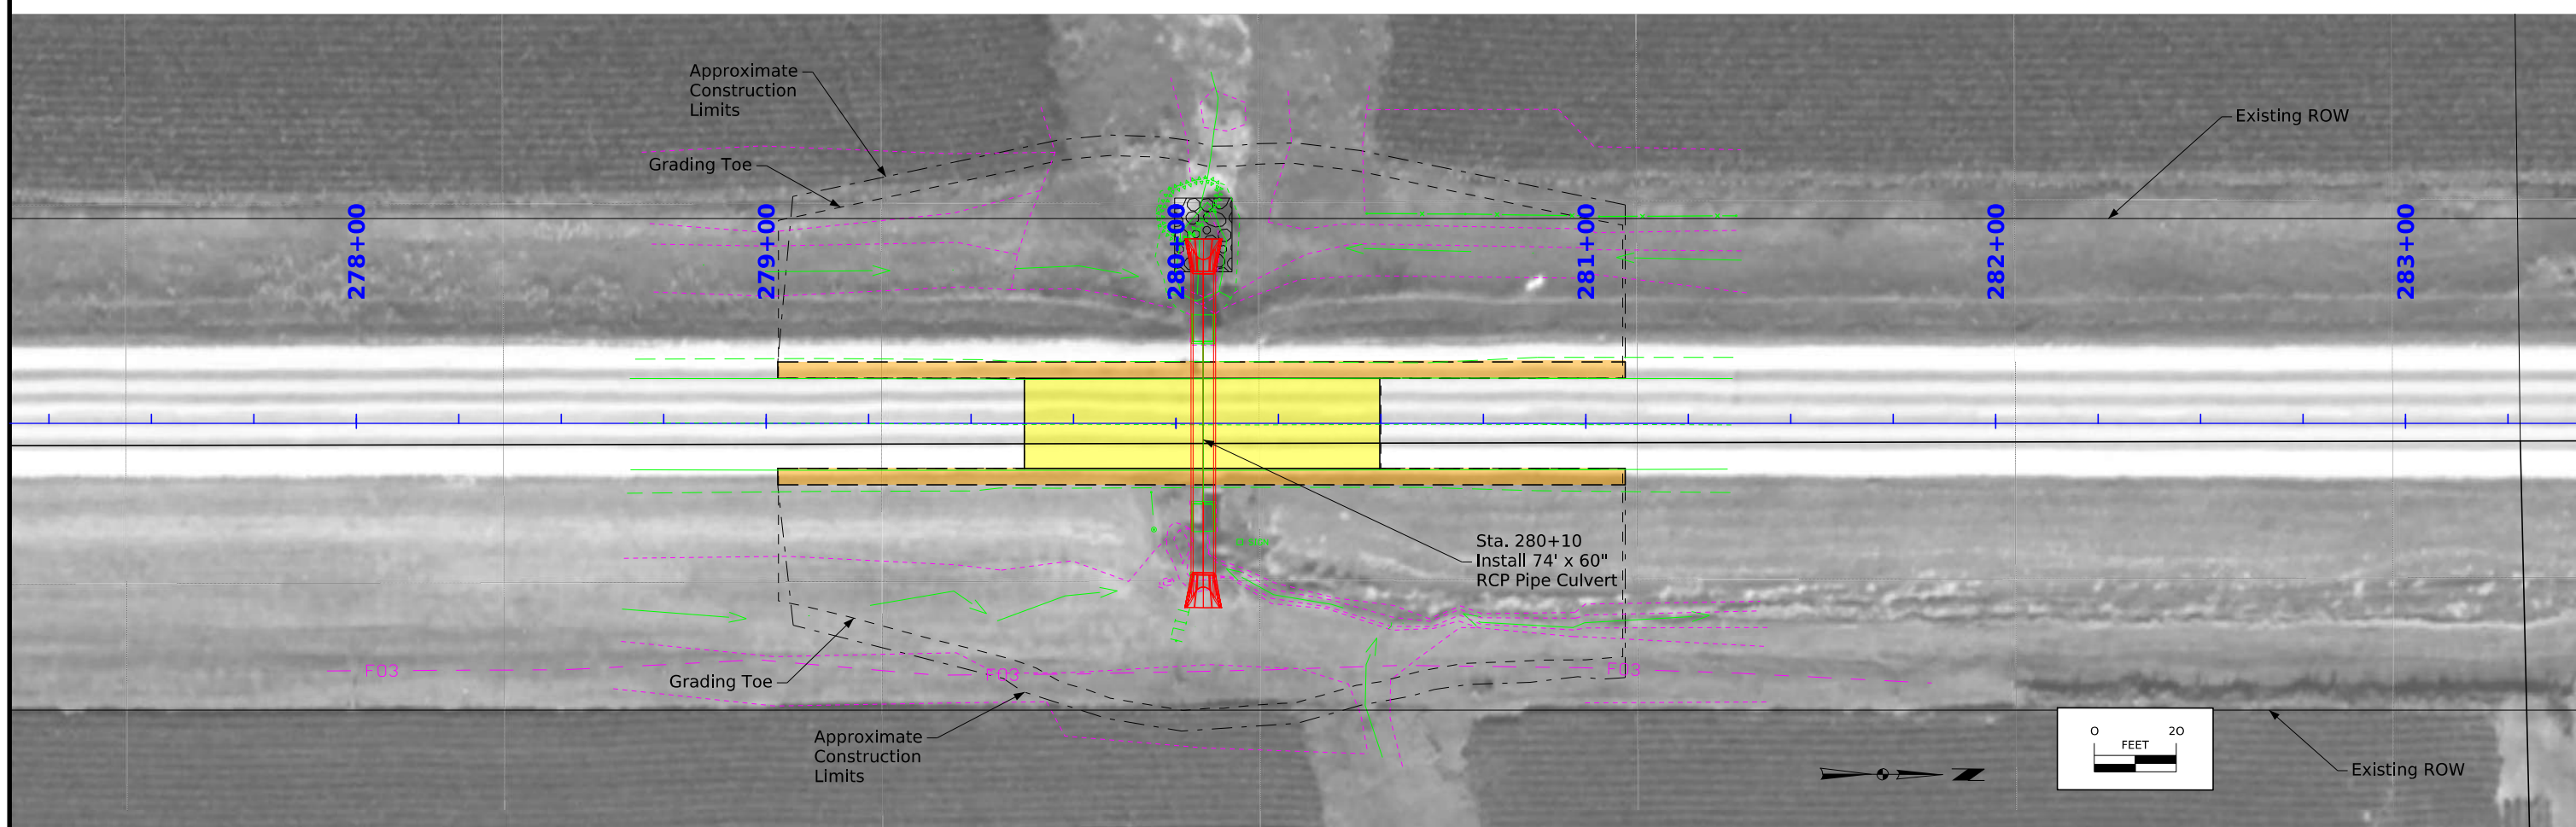 Approximate
Construction
Limits
Grading Toe
Existing ROW
278+00
279+00
280+00
281+00
282+00
283+00
Sta. 280+10
Install 74' x 60"
RCP Pipe Culvert
F03
F03
F03
Grading Toe
Approximate
Construction
Limits
0 20
FEET
Existing ROW